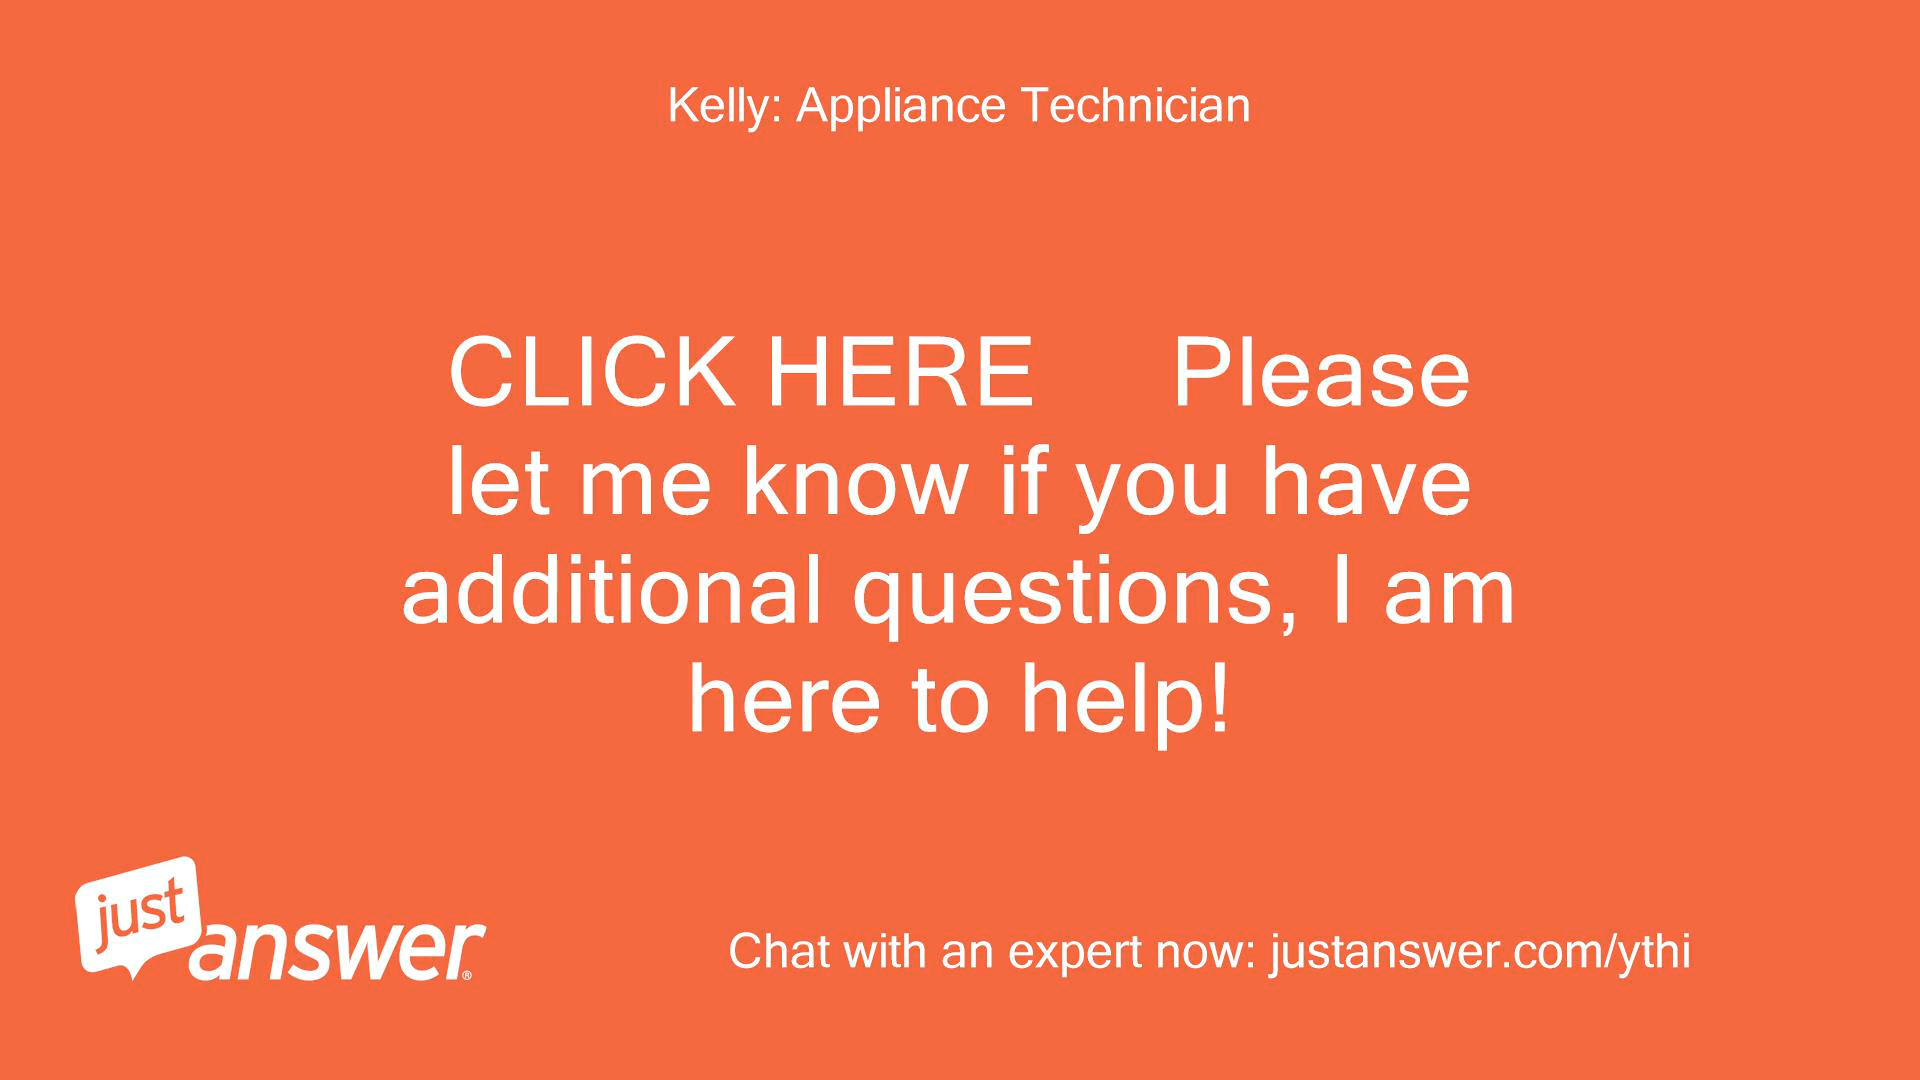 Kelly: Appliance Technician
CLICK HERE Please
let me know if you have
additional questions, I am
here to help!
just
answer®
Chat with an expert now: justanswer.com/ythi